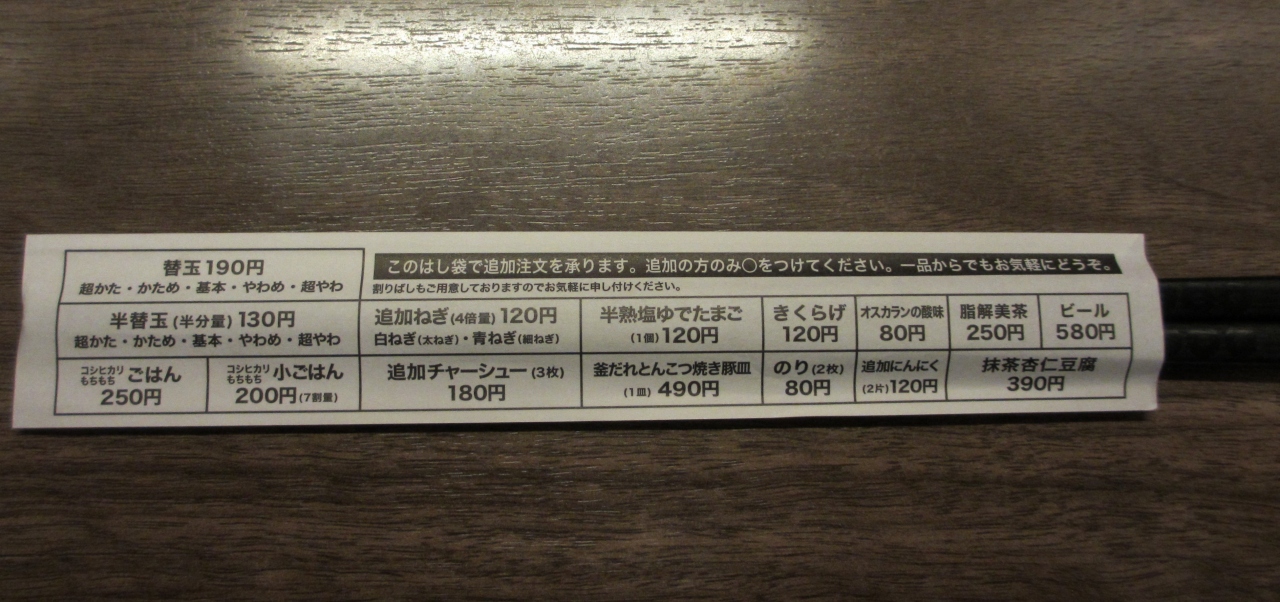 替玉190円
超かた・かため・基本・やわめ・超やわ
このはし袋で追加注文を承ります。追加の方のみ○をつけてください。一品からでもお気軽にどうぞ。
割りばしもご用意しておりますのでお気軽に申し付けください。
半替玉(半分量)130円
超かた・かため・基本・やわめ・超やわ
追加ねぎ(4倍量)120円
白ねぎ(太ねぎ)・青ねぎ(細ねぎ)
半熟塩ゆでたまご
(1個)120円
きくらげ
120円
オスカランの酸味
80円
脂解美茶
250円
ビール
580円
コシヒカリ
もちもち ごはん
250円
コシヒカリ
もちもち 小ごはん
200円(7割量)
追加チャーシュー(3枚)
180円
釜だれとんこつ焼き豚皿
(1皿)490円
のり(2枚)
80円
追加にんにく
(2片)120円
抹茶杏仁豆腐
390円